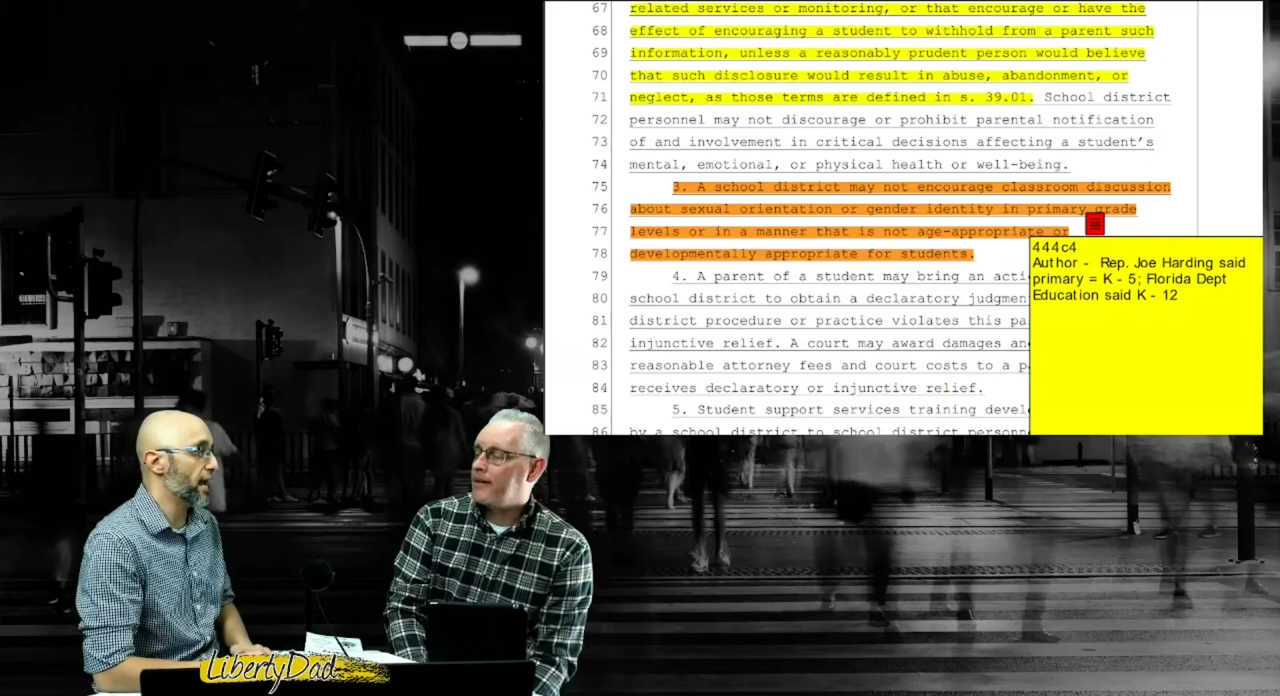 67 related services or monitoring, or that encourage or have the
68 effect of encouraging a student to withhold from a parent such
69 information, unless a reasonably prudent person would believe
70 that such disclosure would result in abuse, abandonment, or
71 neglect, as those terms are defined in s. 39.01. School district
72 personnel may not discourage or prohibit parental notification
73 of and involvement in critical decisions affecting a student's
74 mental, emotional, or physical health or well-being.
75 3. A school district may not encourage classroom discussion
76 about sexual orientation or gender identity in primary grade
77 levels or in a manner that is not age-appropriate or
78 developmentally appropriate for students.
79 4. A parent of a student may bring an acti
80 school district to obtain a declaratory judgmen
81 district procedure or practice violates this pa
82 injunctive relief. A court may award damages an
83 reasonable attorney fees and court costs to a p
84 receives declaratory or injunctive relief.
85 5. Student support services training devel
86 by a school district to school district personn
444c4
Author - Rep. Joe Harding said
primary = K - 5; Florida Dept
Education said K - 12
LibertyDad